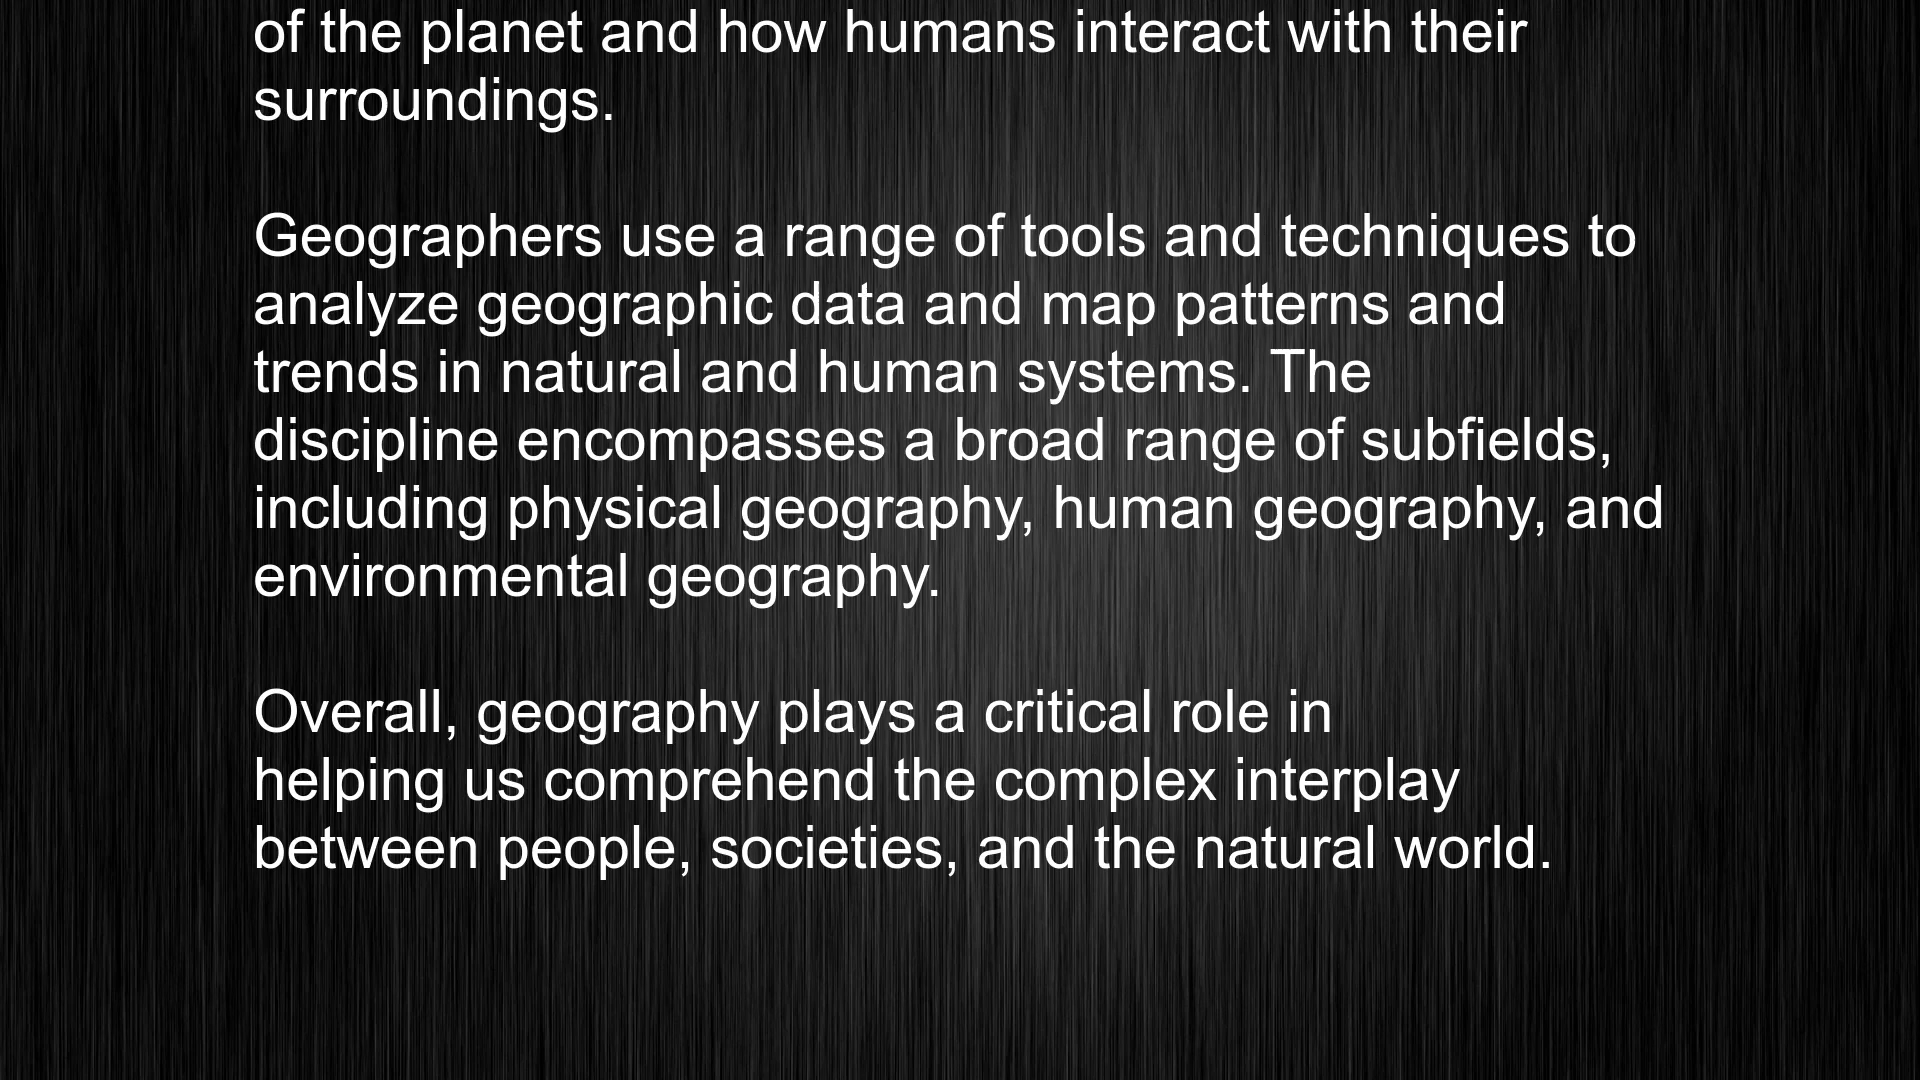 of the planet and how humans interact with their
surroundings.
Geographers use a range of tools and techniques to
analyze geographic data and map patterns and
trends in natural and human systems. The
discipline encompasses a broad range of subfields,
including physical geography, human geography, and
environmental geography.
Overall, geography plays a critical role in
helping us comprehend the complex interplay
between people, societies, and the natural world.